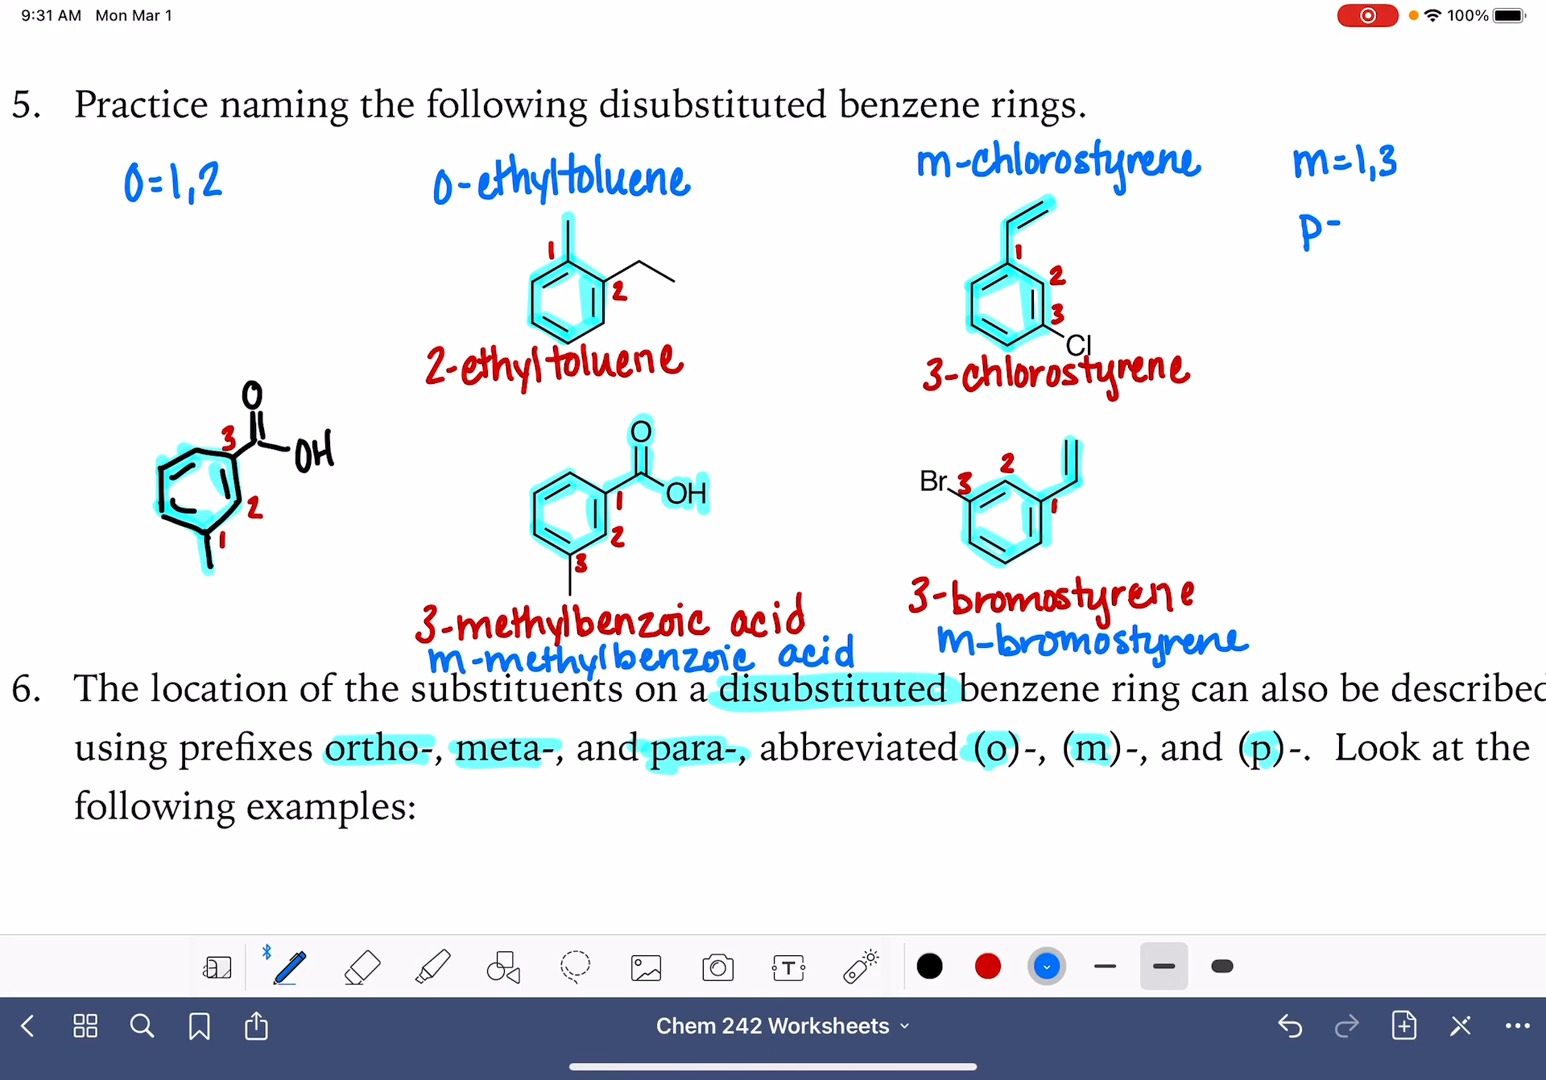 9:31 AM Mon Mar 1
100%
5. Practice naming the following disubstituted benzene rings.
o=1,2
o-ethyltoluene
m-chlorostyrene
m=1,3
p-
1
2
2-ethyltoluene
1
2
3
Cl
3-chlorostyrene
O
3
OH
2
1
O
OH
1
2
3
3-methylbenzoic acid
m-methylbenzoic acid
Br
3
2
1
3-bromostyrene
m-bromostyrene
6. The location of the substituents on a disubstituted benzene ring can also be described
using prefixes ortho-, meta-, and para-, abbreviated (o)-, (m)-, and (p)-. Look at the
following examples:
a
T
Chem 242 Worksheets